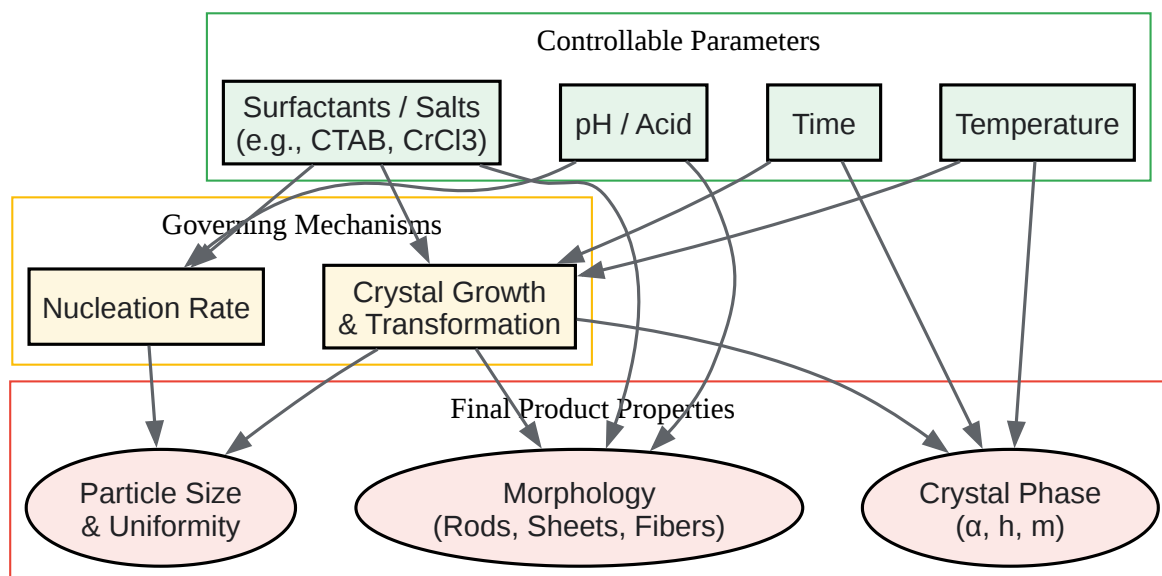 Controllable Parameters
Surfactants / Salts
(e.g., CTAB, CrCl3)
pH / Acid
Time
Temperature
Governing Mechanisms
Nucleation Rate
Crystal Growth
& Transformation
Final Product Properties
Particle Size
& Uniformity
Morphology
(Rods, Sheets, Fibers)
Crystal Phase
(α, h, m)